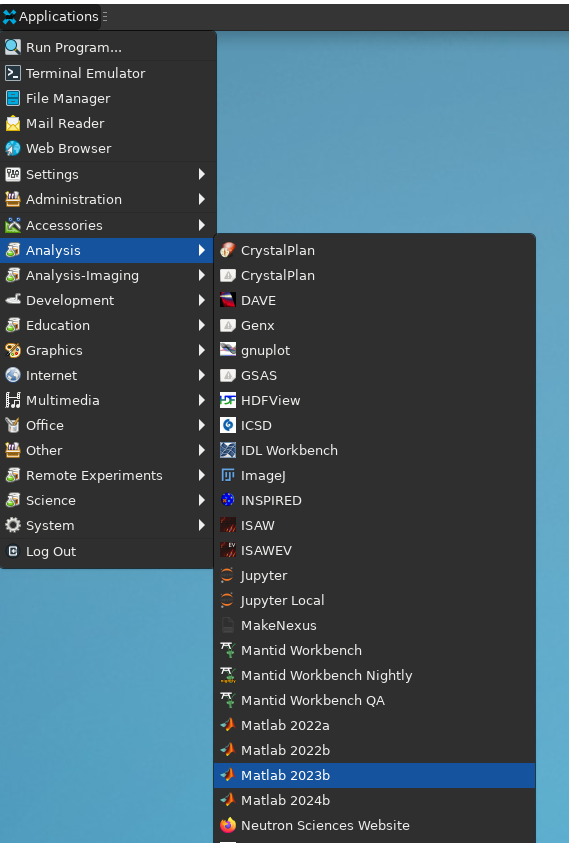 Applications
Run Program...
Terminal Emulator
File Manager
Mail Reader
Web Browser
Settings
Administration
Accessories
Analysis
Analysis-Imaging
Development
Education
Graphics
Internet
Multimedia
Office
Other
Remote Experiments
Science
System
Log Out
CrystalPlan
CrystalPlan
DAVE
Genx
gnuplot
GSAS
HDFView
ICSD
IDL Workbench
ImageJ
INSPIRED
ISAW
ISAWEV
Jupyter
Jupyter Local
MakeNexus
Mantid Workbench
Mantid Workbench Nightly
Mantid Workbench QA
Matlab 2022a
Matlab 2022b
Matlab 2023b
Matlab 2024b
Neutron Sciences Website